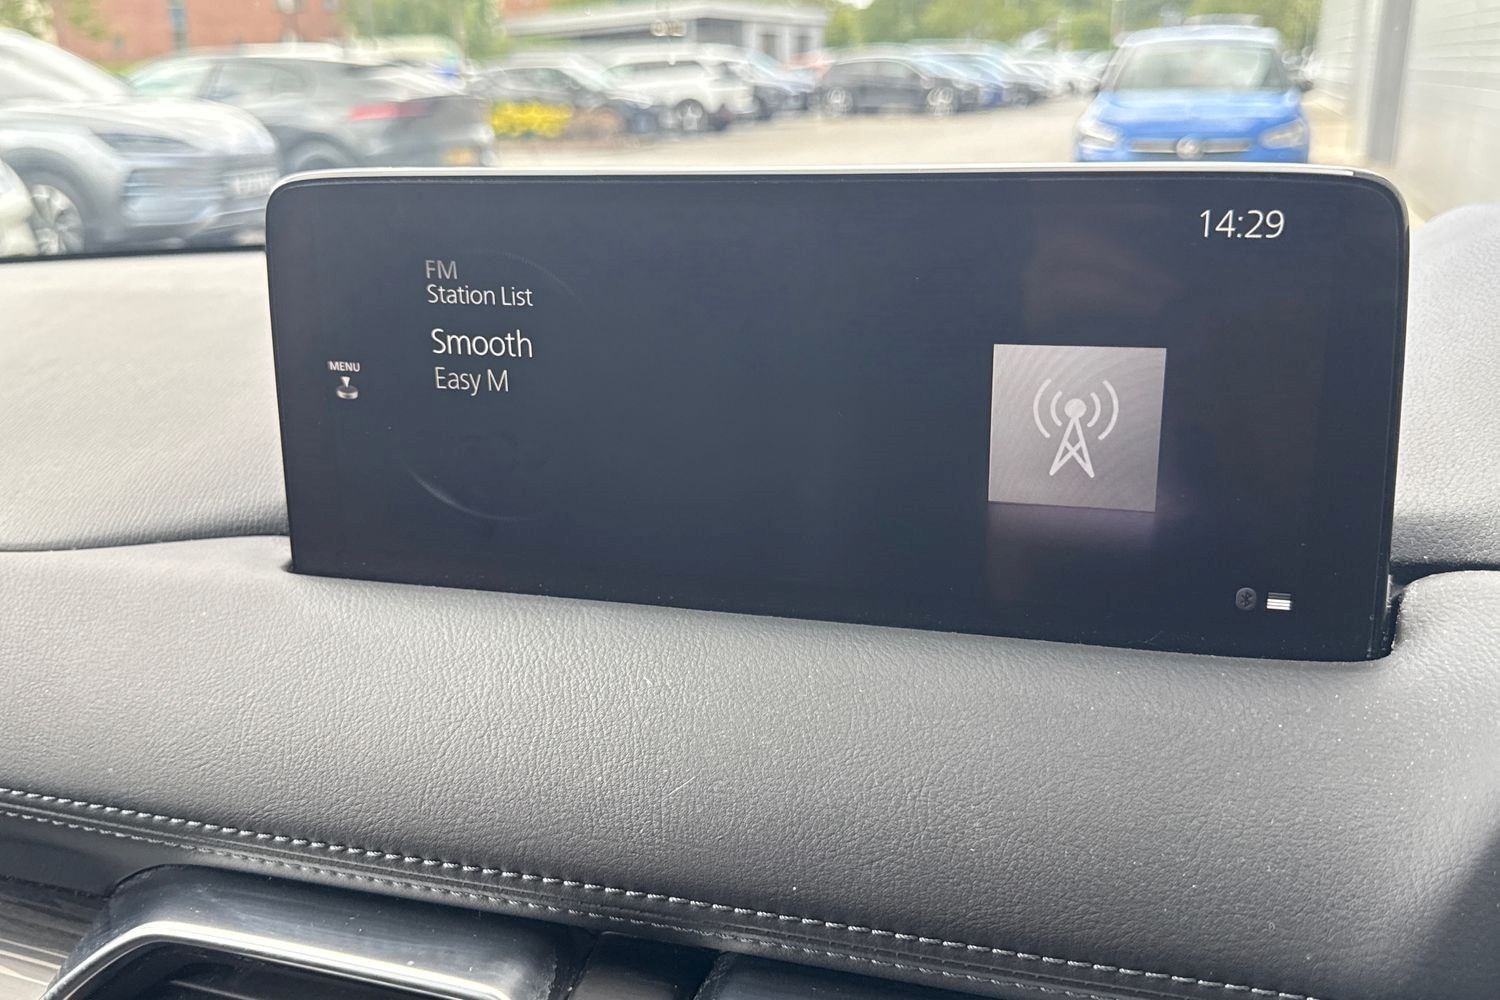 14:29
FM
Station List
Smooth
Easy M
MENU